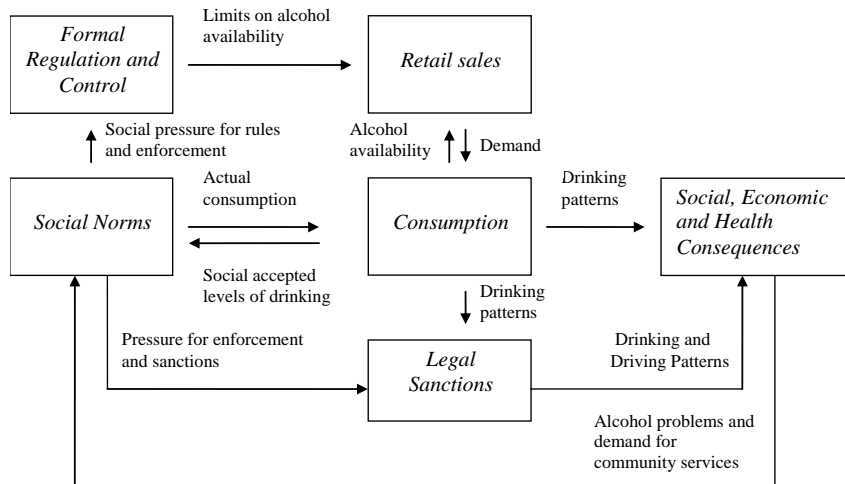 Formal
Regulation and
Control
Limits on alcohol
availability
Retail sales
Social pressure for rules
and enforcement
Alcohol
availability
Demand
Social Norms
Actual
consumption
Social accepted
levels of drinking
Consumption
Drinking
patterns
Social, Economic
and Health
Consequences
Drinking
patterns
Pressure for enforcement
and sanctions
Legal
Sanctions
Drinking and
Driving Patterns
Alcohol problems and
demand for
community services